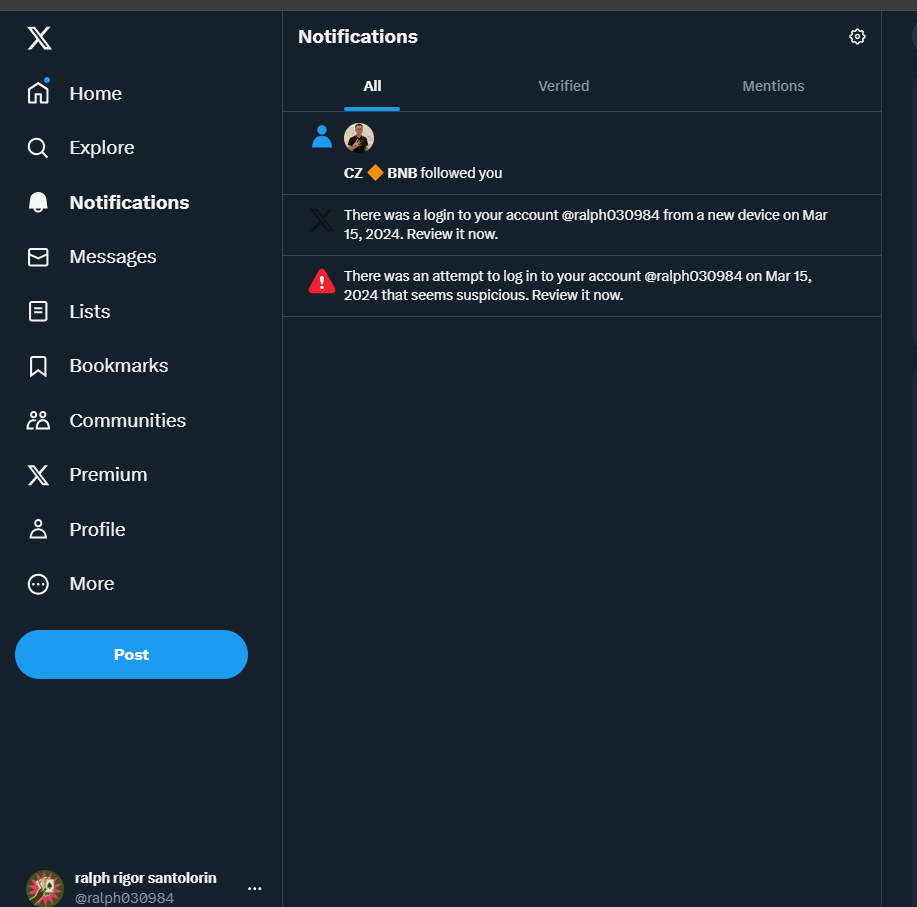 Home
Explore
Notifications
Messages
Lists
Bookmarks
Communities
Premium
Profile
More
Post
ralph rigor santolorin
@ralph030984
Notifications
All
Verified
Mentions
CZ 🔶 BNB followed you
There was a login to your account @ralph030984 from a new device on Mar
15, 2024. Review it now.
There was an attempt to log in to your account @ralph030984 on Mar 15,
2024 that seems suspicious. Review it now.